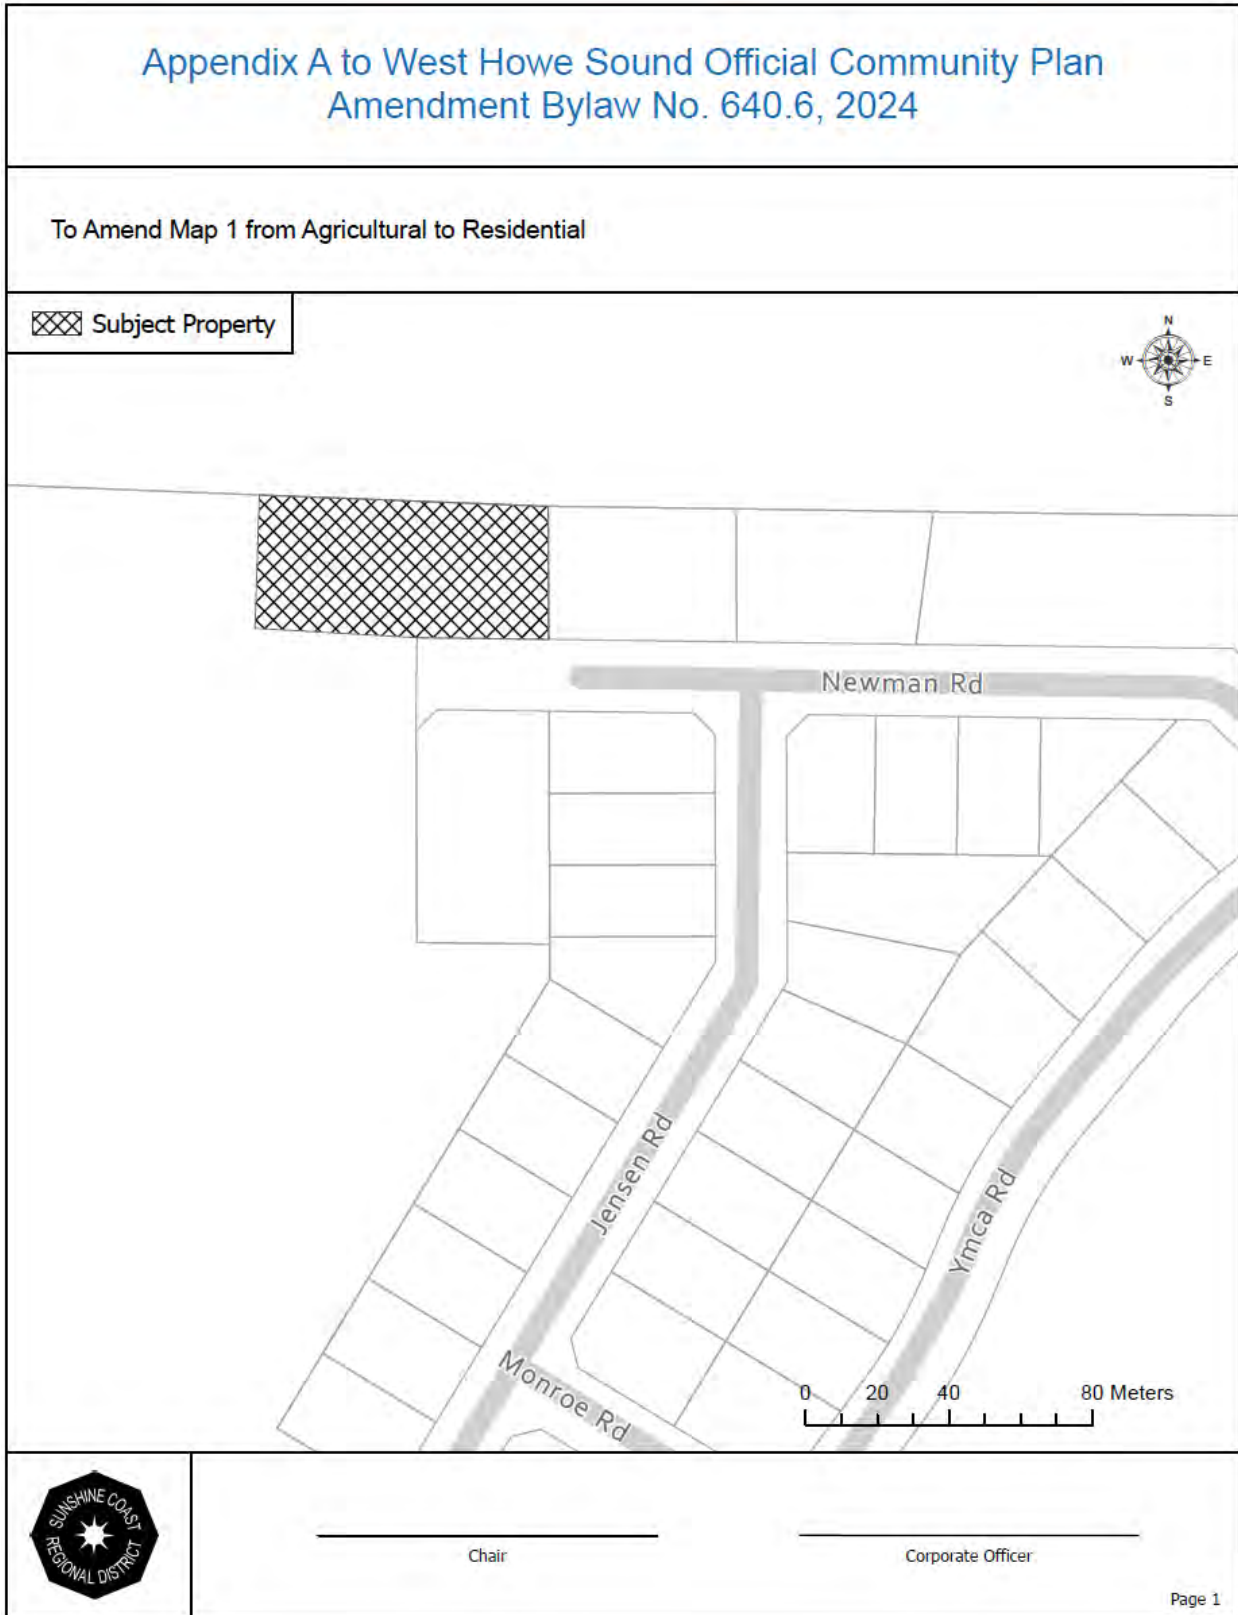 Appendix A to West Howe Sound Official Community Plan
Amendment Bylaw No. 640.6, 2024
To Amend Map 1 from Agricultural to Residential
Subject Property
N
W E
S
Newman Rd
Jensen Rd
Ymca Rd
Monroe Rd
0 20 40 80 Meters
SUNSHINE COAST
REGIONAL DISTRICT
Chair
Corporate Officer
Page 1